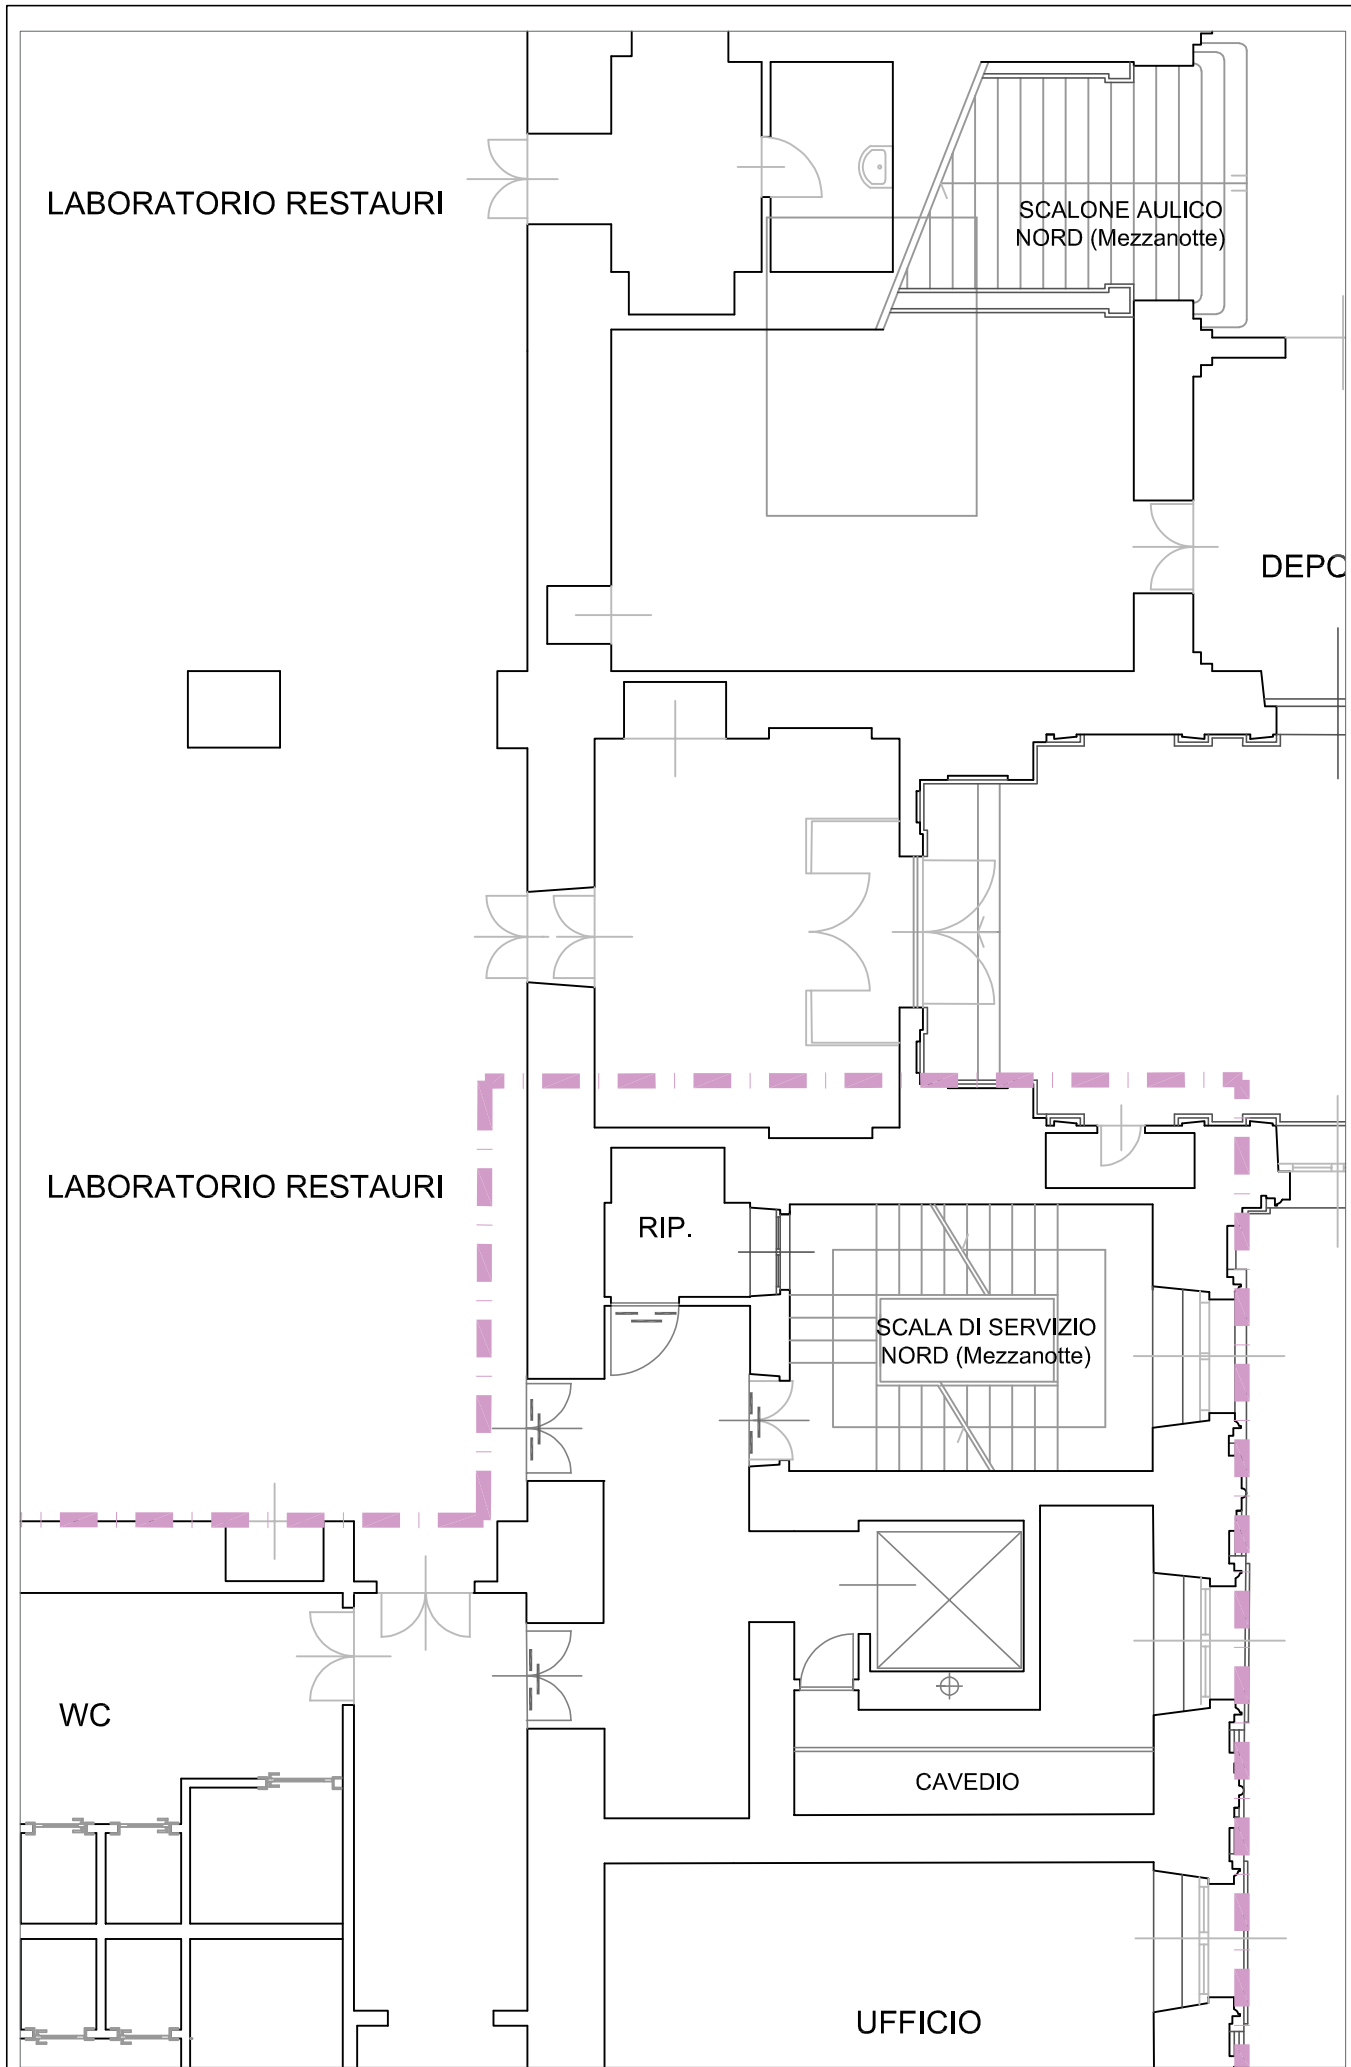 LABORATORIO RESTAURI
SCALONE AULICO
NORD (Mezzanotte)
DEPO
LABORATORIO RESTAURI
RIP.
SCALA DI SERVIZIO
NORD (Mezzanotte)
WC
CAVEDIO
UFFICIO